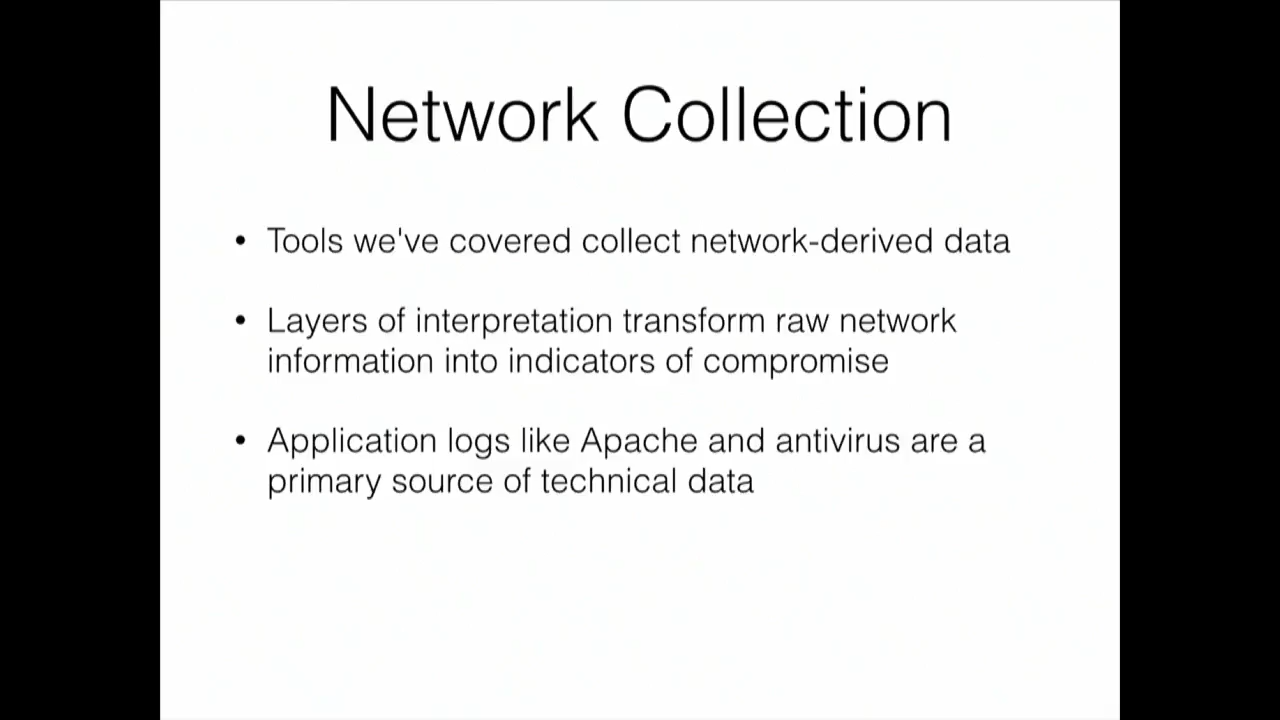 Network Collection
• Tools we've covered collect network-derived data
• Layers of interpretation transform raw network
information into indicators of compromise
• Application logs like Apache and antivirus are a
primary source of technical data